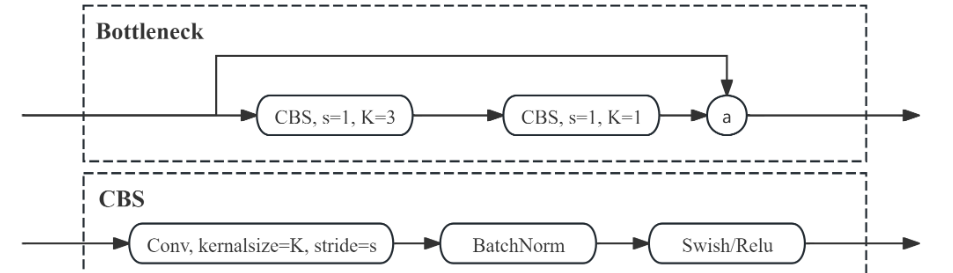 Bottleneck
CBS, s=1, K=3
CBS, s=1, K=1
a
CBS
Conv, kernalsize=K, stride=s
BatchNorm
Swish/Relu